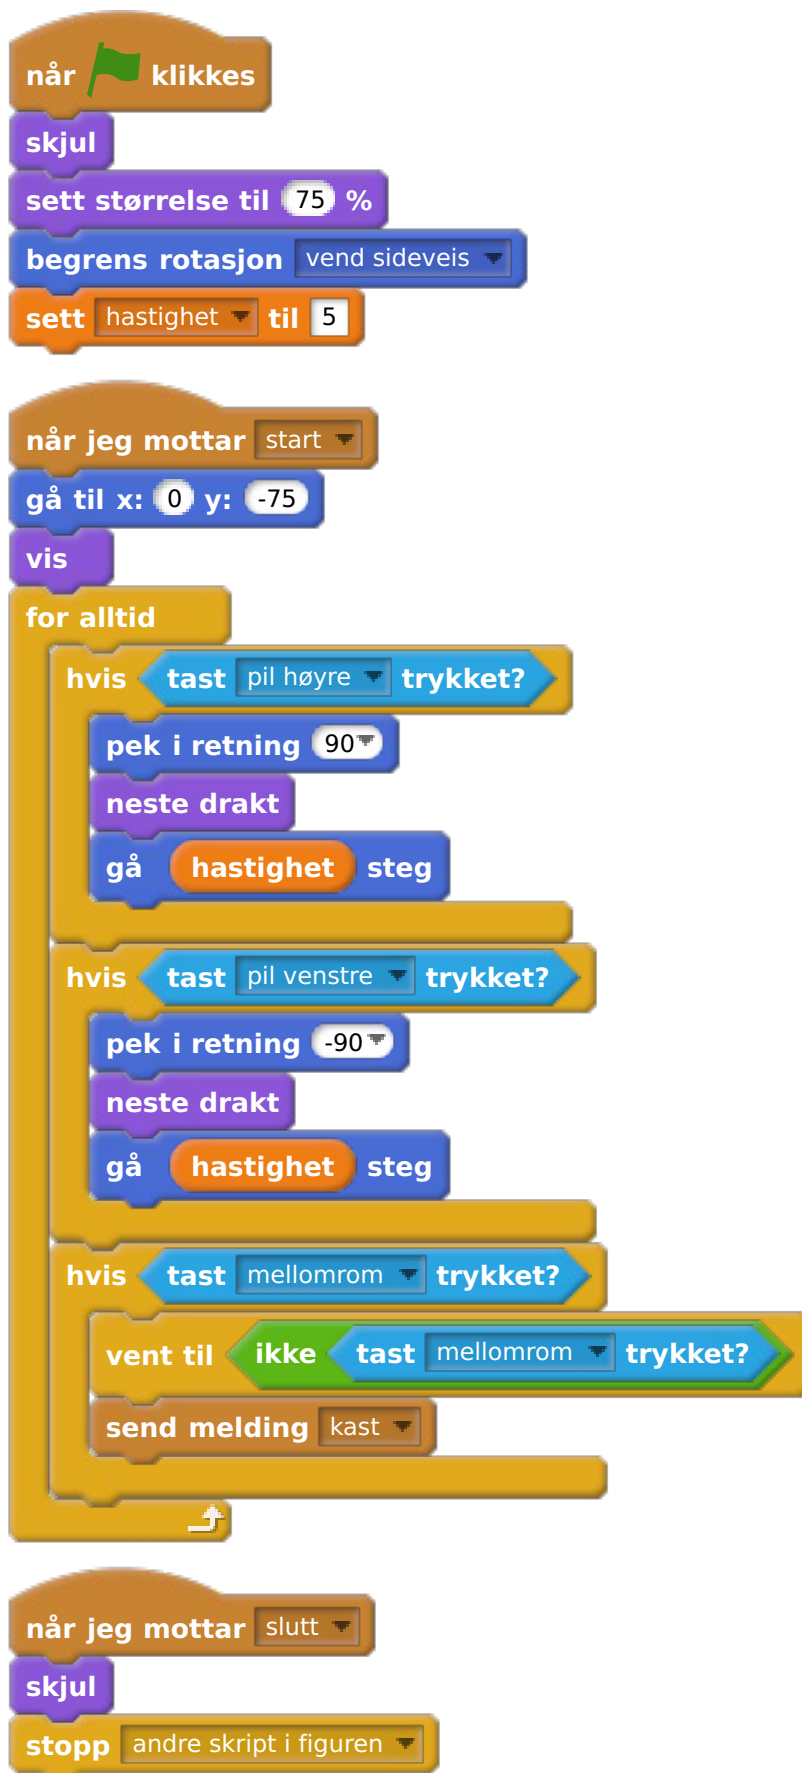 når klikkes
skjul
sett størrelse til 75 %
begrens rotasjon vend sideveis
sett hastighet til 5
når jeg mottar start
gå til x: 0 y: -75
vis
for alltid
hvis tast pil høyre trykket?
pek i retning 90
neste drakt
gå hastighet steg
hvis tast pil venstre trykket?
pek i retning -90
neste drakt
gå hastighet steg
hvis tast mellomrom trykket?
vent til ikke tast mellomrom trykket?
send melding kast
når jeg mottar slutt
skjul
stopp andre skript i figuren